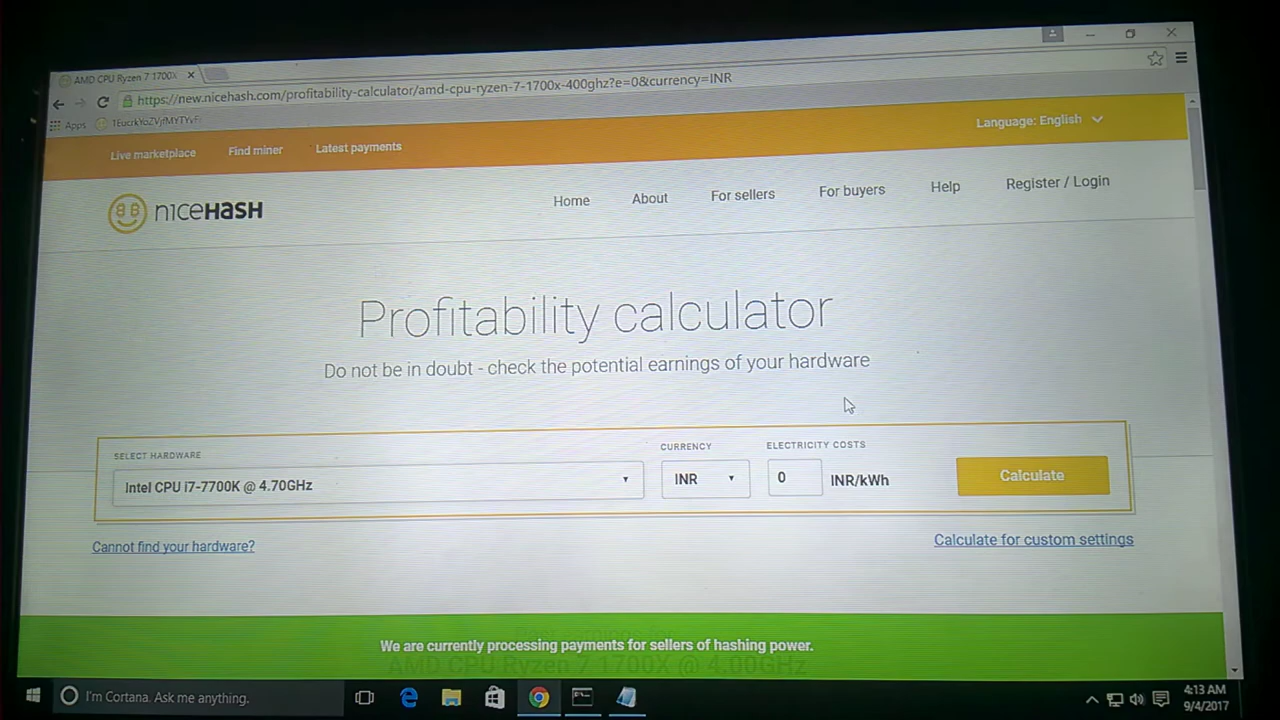 AMD CPU Ryzen 7 1700X
https://new.nicehash.com/profitability-calculator/amd-cpu-ryzen-7-1700x-400ghz?e=0&currency=INR
Apps
Live marketplace Find miner Latest payments Language: English
NICEHASH Home About For sellers For buyers Help Register / Login
Profitability calculator
Do not be in doubt - check the potential earnings of your hardware
SELECT HARDWARE CURRENCY ELECTRICITY COSTS
Intel CPU i7-7700K @ 4.70GHz INR 0 INR/kWh Calculate
Cannot find your hardware? Calculate for custom settings
We are currently processing payments for sellers of hashing power.
AMD CPU Ryzen 7 1700X @ 4.00GHz
I'm Cortana. Ask me anything. 4:13 AM
9/4/2017